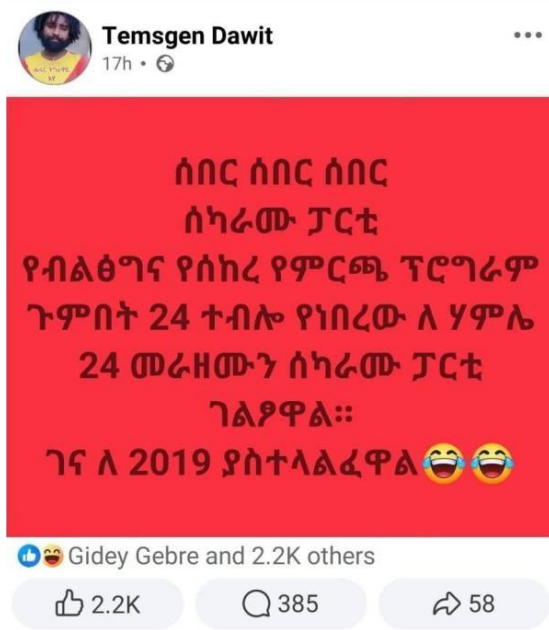 Temsgen Dawit
17h •
ሰበር ሰበር ሰበር
ሰካራሙ ፓርቲ
የብልፅግና የሰከረ የምርጫ ፕሮግራም
ጉምበት 24 ተብሎ የነበረው ለ ሃምሌ
24 መራዘሙን ሰካራሙ ፓርቲ
ገልፆዋል።
ገና ለ 2019 ያስተላልፈዋል😂😂
Gidey Gebre and 2.2K others
2.2K 385 58